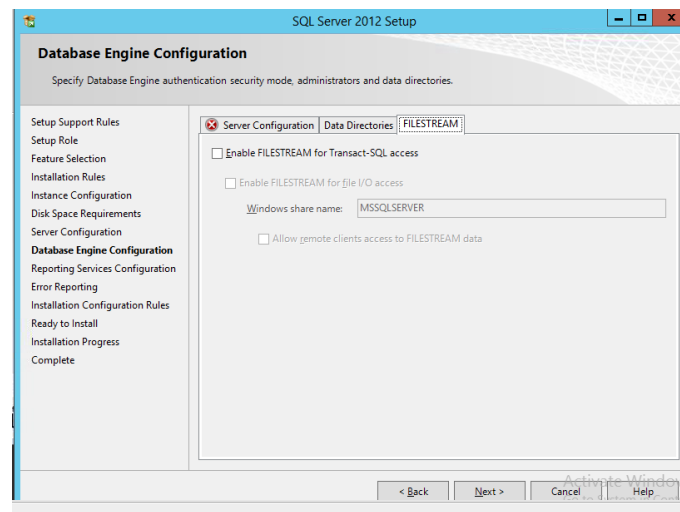 SQL Server 2012 Setup
Database Engine Configuration
Specify Database Engine authentication security mode, administrators and data directories.
Setup Support Rules
Setup Role
Feature Selection
Installation Rules
Instance Configuration
Disk Space Requirements
Server Configuration
Database Engine Configuration
Reporting Services Configuration
Error Reporting
Installation Configuration Rules
Ready to Install
Installation Progress
Complete
Server Configuration Data Directories FILESTREAM
Enable FILESTREAM for Transact-SQL access
Enable FILESTREAM for file I/O access
Windows share name: MSSQLSERVER
Allow remote clients access to FILESTREAM data
Activate Window
< Back Next > Cancel Help